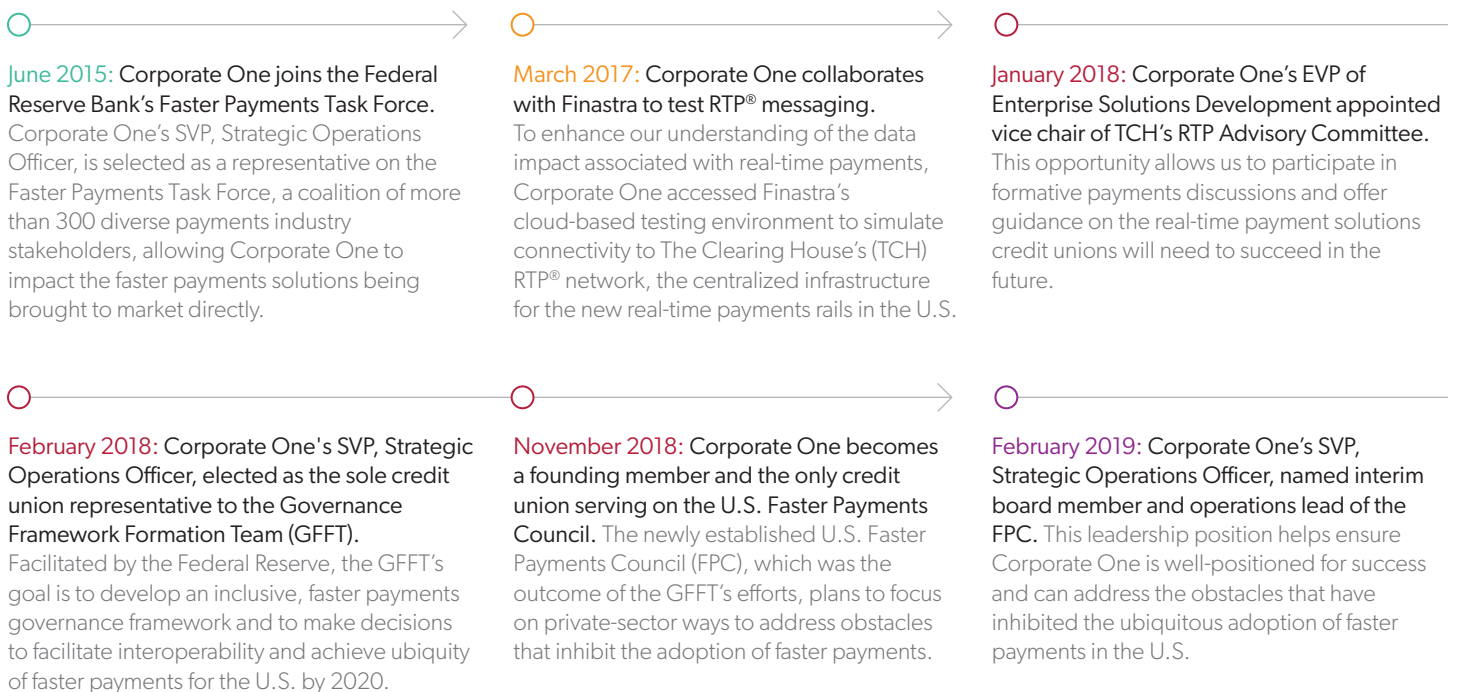 June 2015: Corporate One joins the Federal
Reserve Bank’s Faster Payments Task Force.
Corporate One’s SVP, Strategic Operations
Officer, is selected as a representative on the
Faster Payments Task Force, a coalition of more
than 300 diverse payments industry
stakeholders, allowing Corporate One to
impact the faster payments solutions being
brought to market directly.
March 2017: Corporate One collaborates
with Finastra to test RTP® messaging.
To enhance our understanding of the data
impact associated with real-time payments,
Corporate One accessed Finastra’s
cloud-based testing environment to simulate
connectivity to The Clearing House’s (TCH)
RTP® network, the centralized infrastructure
for the new real-time payments rails in the U.S.
January 2018: Corporate One’s EVP of
Enterprise Solutions Development appointed
vice chair of TCH’s RTP Advisory Committee.
This opportunity allows us to participate in
formative payments discussions and offer
guidance on the real-time payment solutions
credit unions will need to succeed in the
future.
February 2018: Corporate One's SVP, Strategic
Operations Officer, elected as the sole credit
union representative to the Governance
Framework Formation Team (GFFT).
Facilitated by the Federal Reserve, the GFFT’s
goal is to develop an inclusive, faster payments
governance framework and to make decisions
to facilitate interoperability and achieve ubiquity
of faster payments for the U.S. by 2020.
November 2018: Corporate One becomes
a founding member and the only credit
union serving on the U.S. Faster Payments
Council. The newly established U.S. Faster
Payments Council (FPC), which was the
outcome of the GFFT’s efforts, plans to focus
on private-sector ways to address obstacles
that inhibit the adoption of faster payments.
February 2019: Corporate One’s SVP,
Strategic Operations Officer, named interim
board member and operations lead of the
FPC. This leadership position helps ensure
Corporate One is well-positioned for success
and can address the obstacles that have
inhibited the ubiquitous adoption of faster
payments in the U.S.